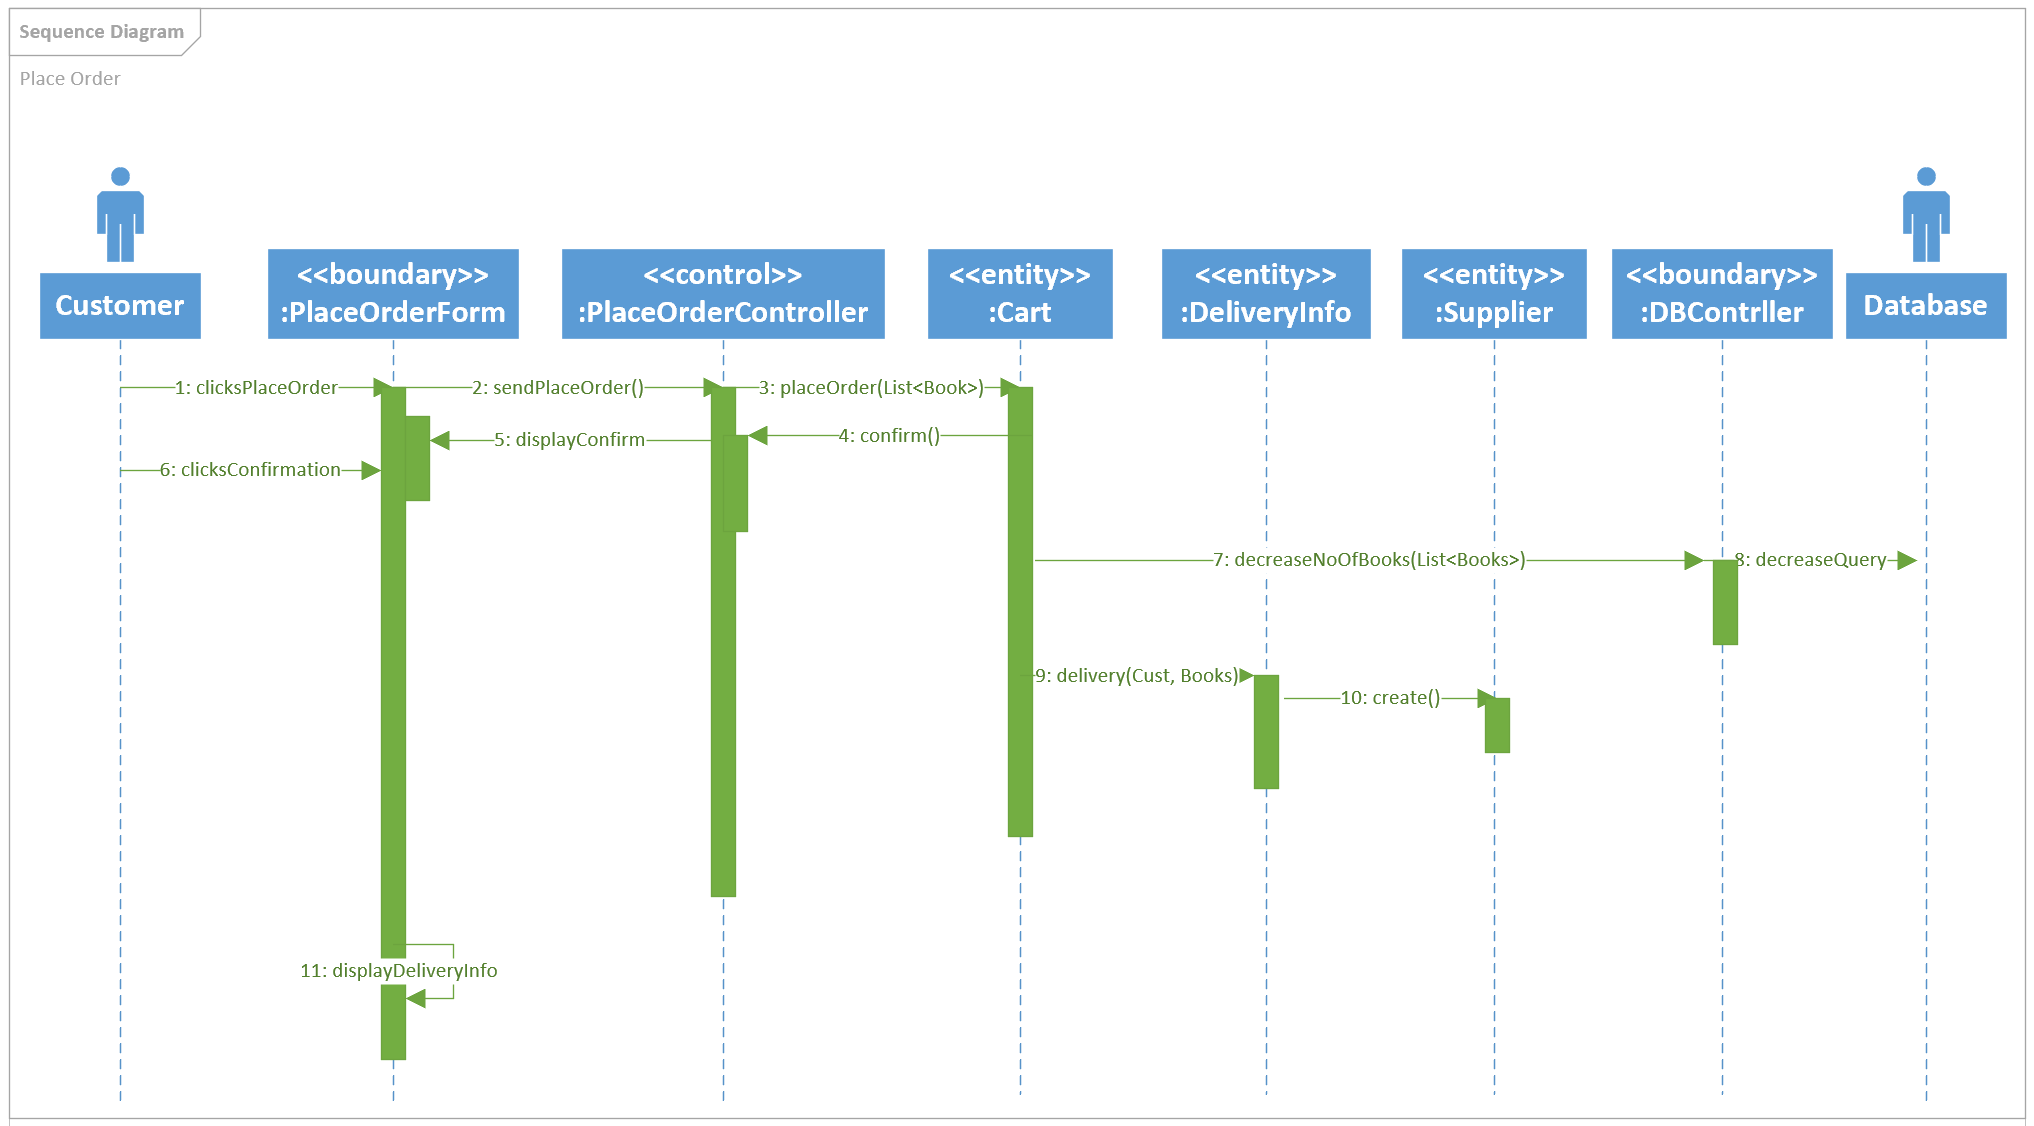 Sequence Diagram
Place Order
Customer
<<boundary>>
:PlaceOrderForm
<<control>>
:PlaceOrderController
<<entity>>
:Cart
<<entity>>
:DeliveryInfo
<<entity>>
:Supplier
<<boundary>>
:DBContrller
Database
1: clicksPlaceOrder
2: sendPlaceOrder()
3: placeOrder(List<Book>)
4: confirm()
5: displayConfirm
6: clicksConfirmation
7: decreaseNoOfBooks(List<Books>)
8: decreaseQuery
9: delivery(Cust, Books)
10: create()
11: displayDeliveryInfo